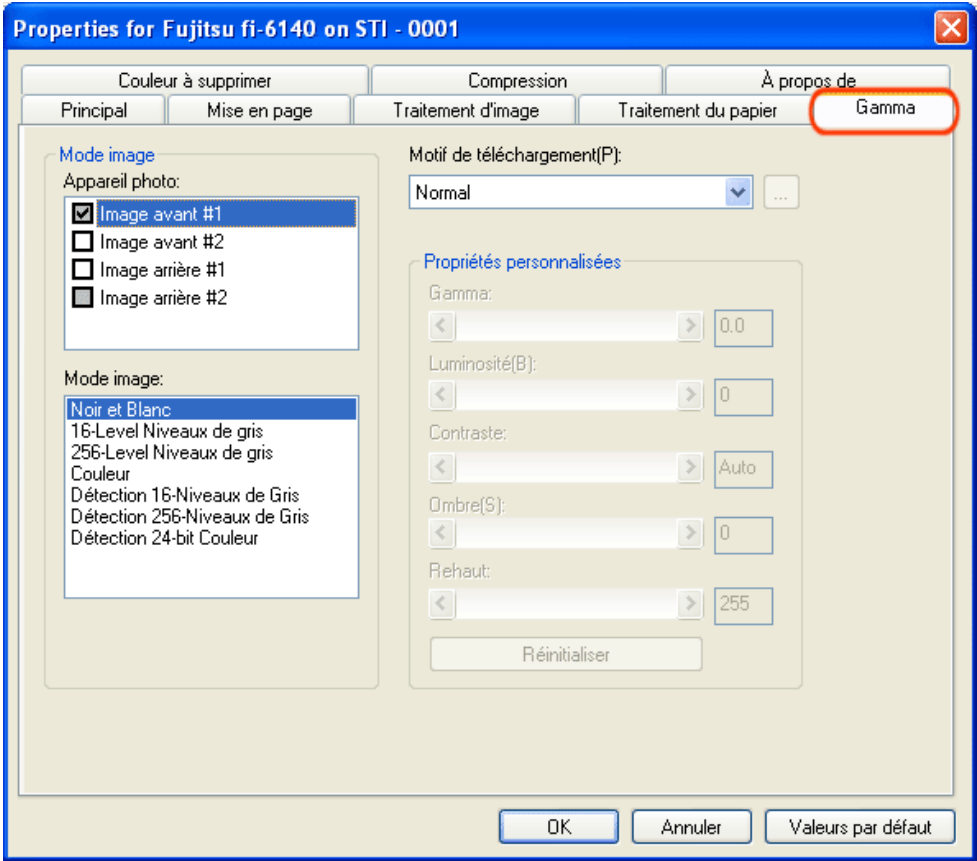 Properties for Fujitsu fi-6140 on STI - 0001
Couleur à supprimer Compression À propos de
Principal Mise en page Traitement d'image Traitement du papier Gamma
Mode image
Appareil photo:
Image avant #1
Image avant #2
Image arrière #1
Image arrière #2
Mode image:
Noir et Blanc
16-Level Niveaux de gris
256-Level Niveaux de gris
Couleur
Détection 16-Niveaux de Gris
Détection 256-Niveaux de Gris
Détection 24-bit Couleur
Motif de téléchargement(P):
Normal ...
Propriétés personnalisées
Gamma:
0.0
Luminosité(B):
0
Contraste:
Auto
Ombre(S):
0
Rehaut:
255
Réinitialiser
OK Annuler Valeurs par défaut